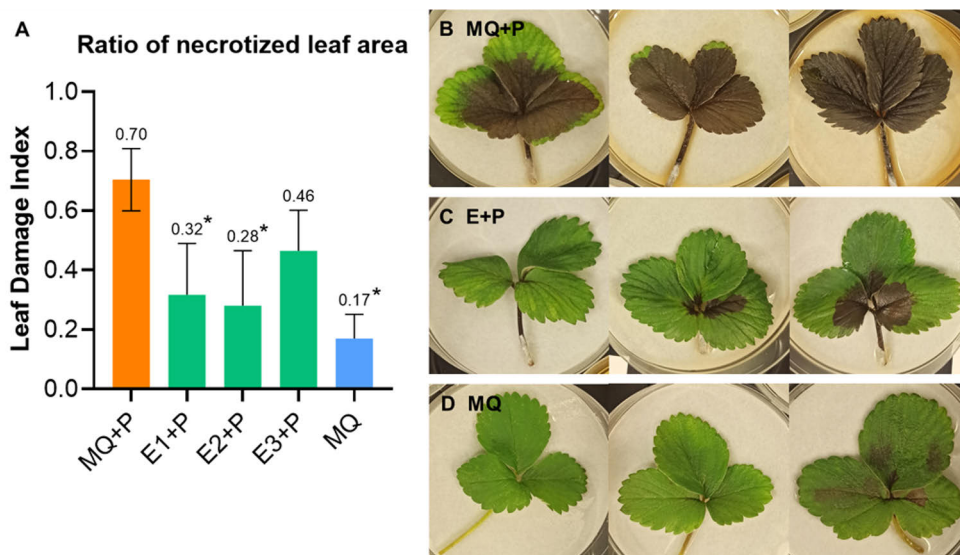 A
Ratio of necrotized leaf area
Leaf Damage Index
1.0
0.8
0.6
0.4
0.2
0.0
0.70
0.32*
0.28*
0.46
0.17*
MQ+P
E1+P
E2+P
E3+P
MQ
B MQ+P
C E+P
D MQ